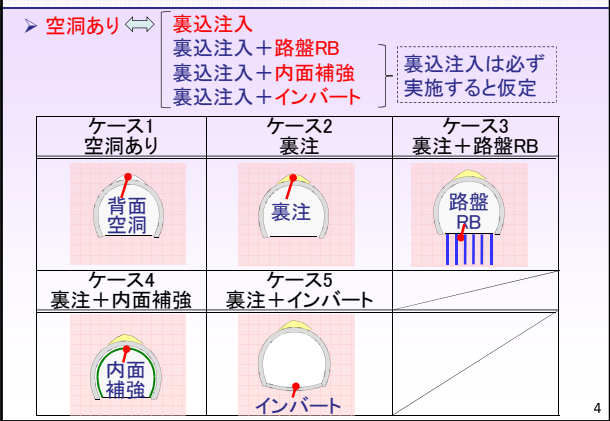 ➢ 空洞あり ⇔ 裏込注入
裏込注入＋路盤RB
裏込注入＋内面補強
裏込注入＋インバート
裏込注入は必ず
実施すると仮定
ケース1
空洞あり
ケース2
裏注
ケース3
裏注＋路盤RB
背面
空洞
裏注
路盤
RB
ケース4
裏注＋内面補強
ケース5
裏注＋インバート
内面
補強
インバート
4